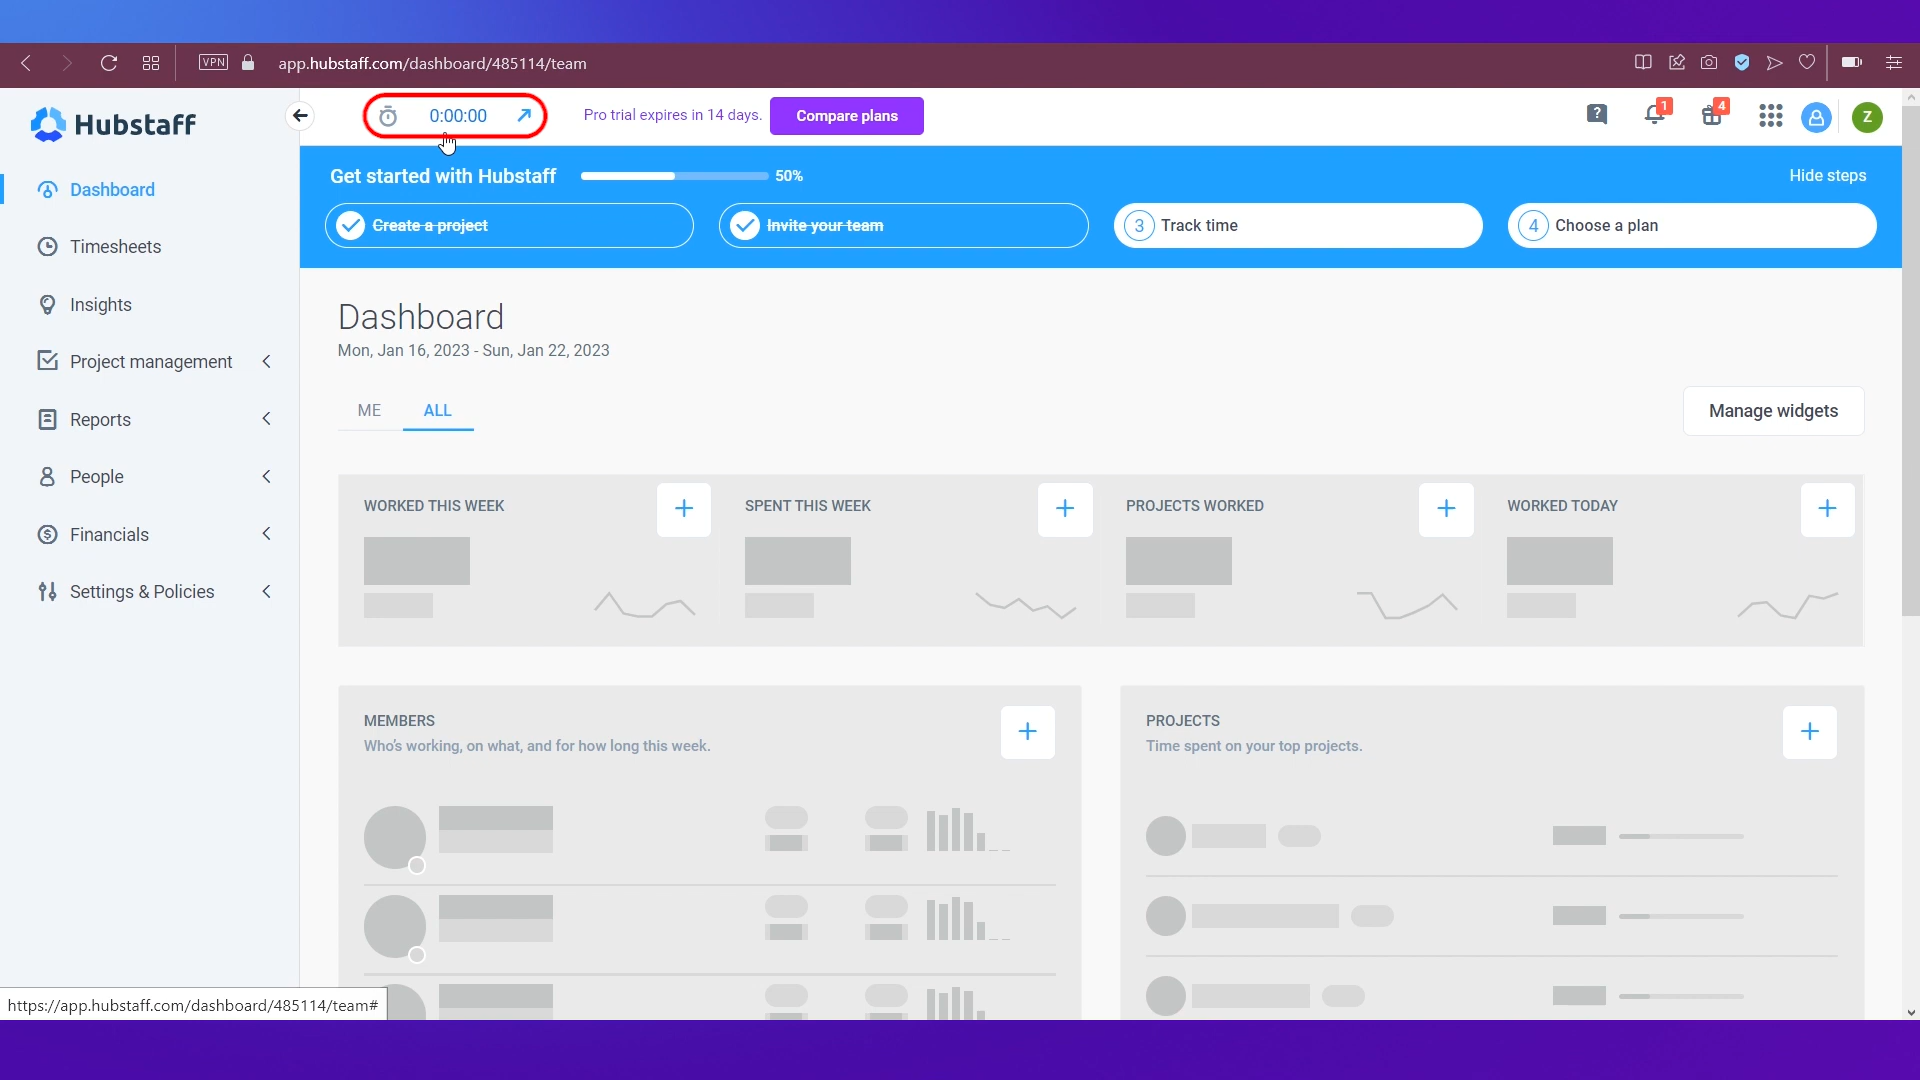 VPN
app.hubstaff.com/dashboard/485114/team
Hubstaff
0:00:00
Pro trial expires in 14 days.
Compare plans
?
1
4
Z
Get started with Hubstaff
50%
Hide steps
Create a project
Invite your team
3 Track time
4 Choose a plan
Dashboard
Timesheets
Insights
Project management
Reports
People
Financials
Settings & Policies
Dashboard
Mon, Jan 16, 2023 - Sun, Jan 22, 2023
ME
ALL
Manage widgets
WORKED THIS WEEK
SPENT THIS WEEK
PROJECTS WORKED
WORKED TODAY
MEMBERS
Who's working, on what, and for how long this week.
PROJECTS
Time spent on your top projects.
https://app.hubstaff.com/dashboard/485114/team#